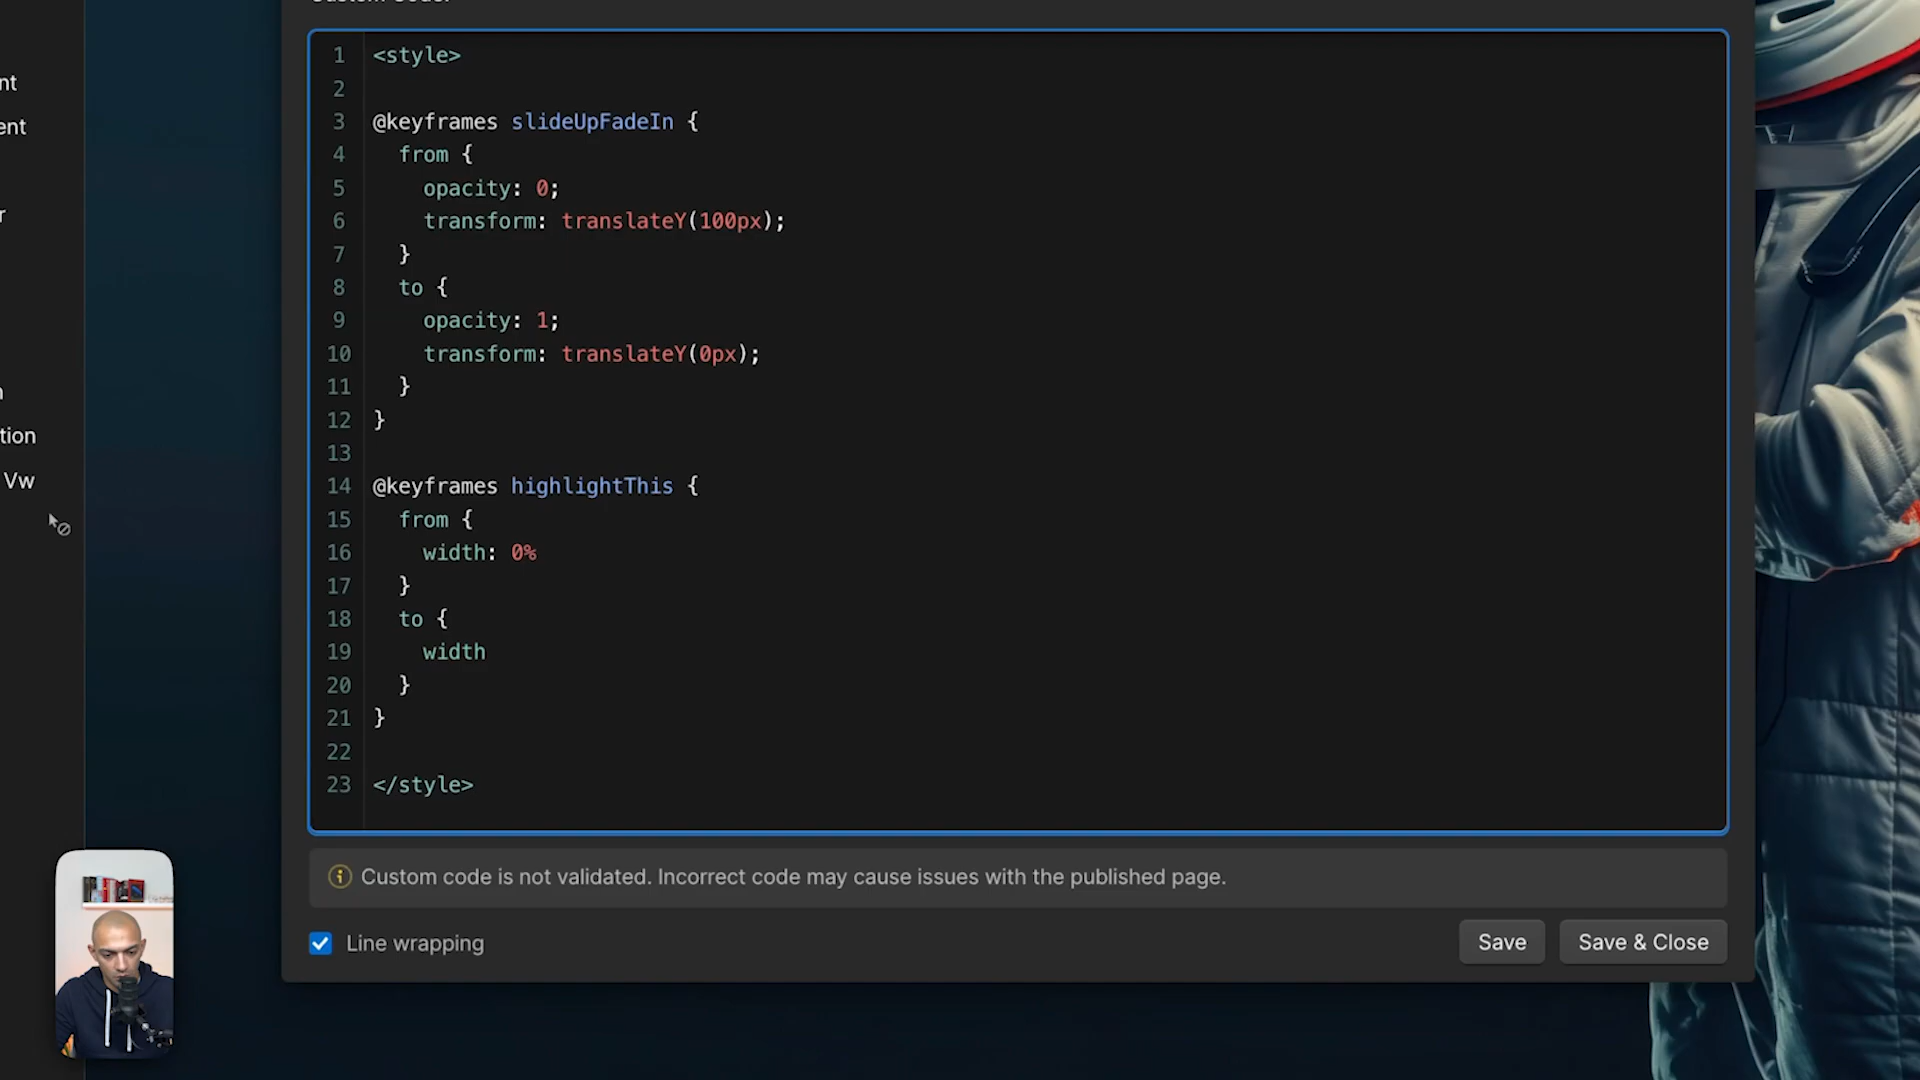 nt
ent
r
n
tion
Vw
1 <style>
2
3 @keyframes slideUpFadeIn {
4 from {
5 opacity: 0;
6 transform: translateY(100px);
7 }
8 to {
9 opacity: 1;
10 transform: translateY(0px);
11 }
12 }
13
14 @keyframes highlightThis {
15 from {
16 width: 0%
17 }
18 to {
19 width
20 }
21 }
22
23 </style>
Custom code is not validated. Incorrect code may cause issues with the published page.
Line wrapping
Save
Save & Close